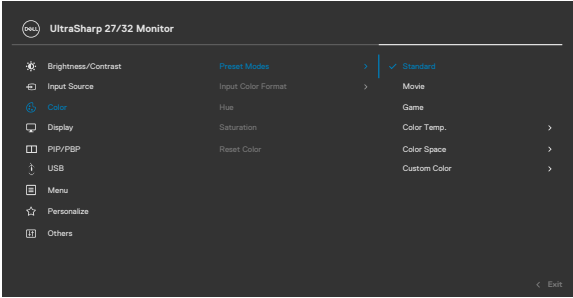 DELL UltraSharp 27/32 Monitor
Brightness/Contrast Preset Modes > ✓ Standard
Input Source Input Color Format > Movie
Color Hue Game
Display Saturation Color Temp. >
PIP/PBP Reset Color Color Space >
USB Custom Color >
Menu
Personalize
Others
< Exit